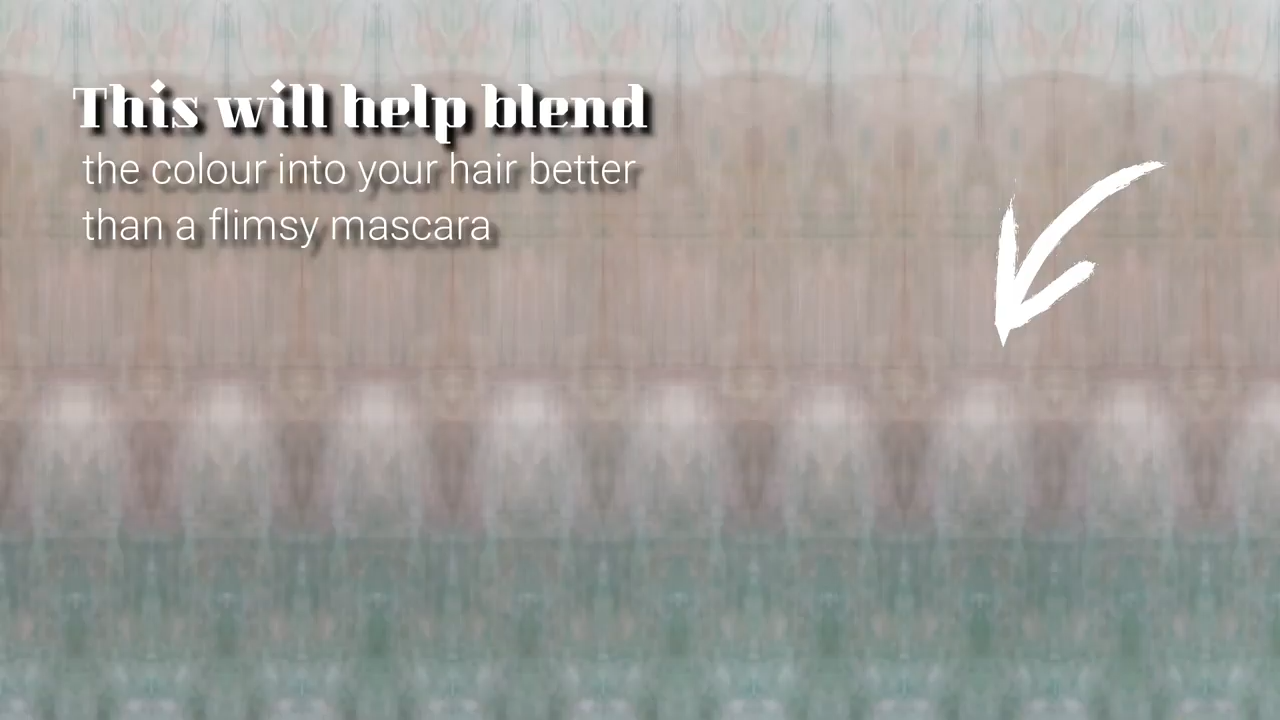 This will help blend
the colour into your hair better
than a flimsy mascara